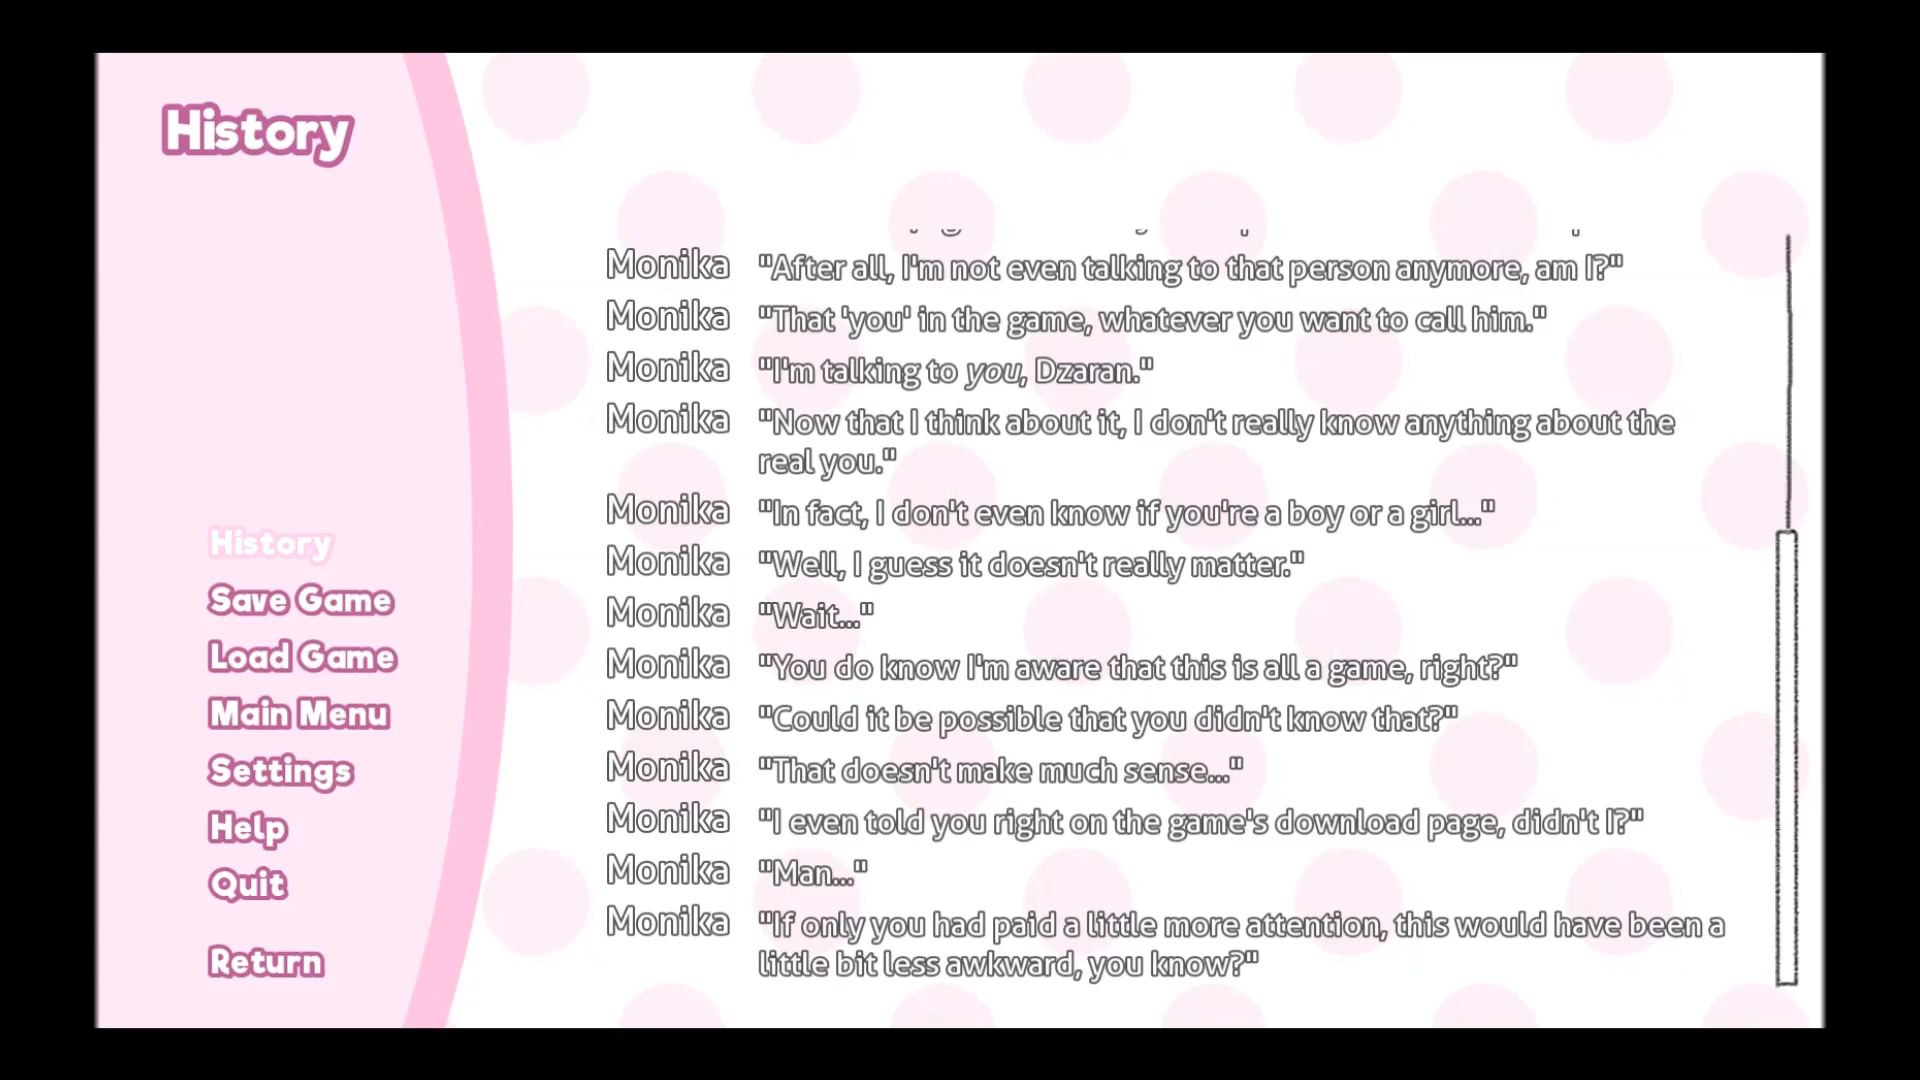 History
Monika "After all, I'm not even talking to that person anymore, am I?"
Monika "That 'you' in the game, whatever you want to call him."
Monika "I'm talking to you, Dzaran."
Monika "Now that I think about it, I don't really know anything about the
real you."
Monika "In fact, I don't even know if you're a boy or a girl..."
Monika "Well, I guess it doesn't really matter."
Monika "Wait..."
Monika "You do know I'm aware that this is all a game, right?"
Monika "Could it be possible that you didn't know that?"
Monika "That doesn't make much sense..."
Monika "I even told you right on the game's download page, didn't I?"
Monika "Man..."
Monika "If only you had paid a little more attention, this would have been a
little bit less awkward, you know?"
History
Save Game
Load Game
Main Menu
Settings
Help
Quit
Return